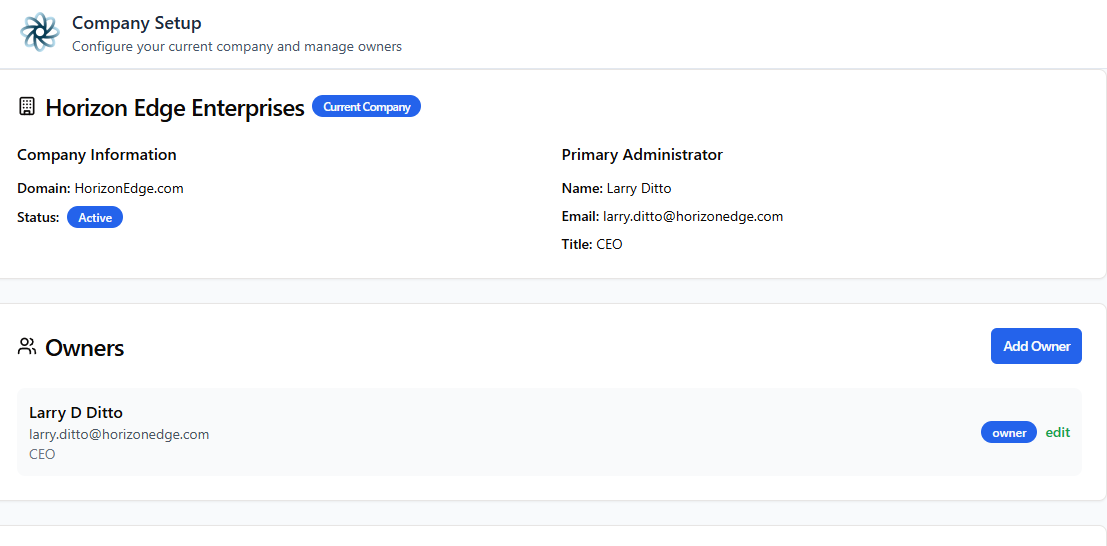 Company Setup
Configure your current company and manage owners
Horizon Edge Enterprises Current Company
Company Information
Domain: HorizonEdge.com
Status: Active
Primary Administrator
Name: Larry Ditto
Email: larry.ditto@horizonedge.com
Title: CEO
Owners
Add Owner
Larry D Ditto
larry.ditto@horizonedge.com
CEO
owner edit